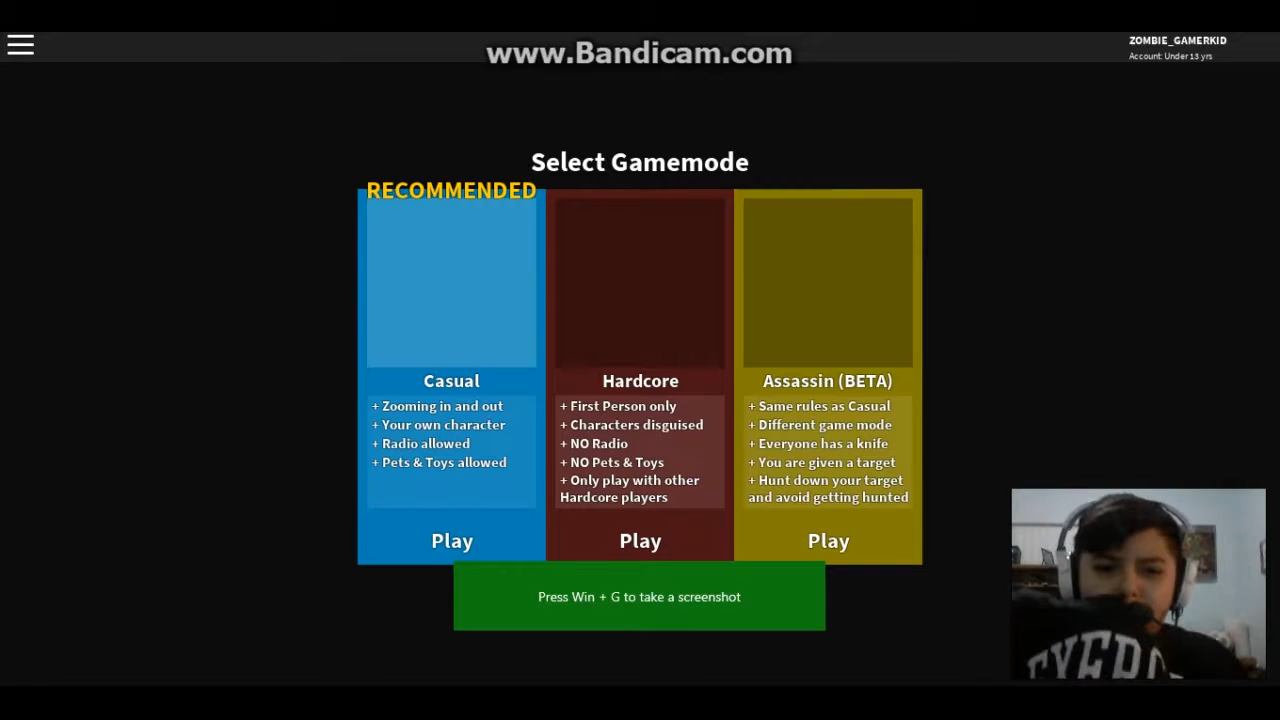 www.Bandicam.com
ZOMBIE_GAMERKID
Account: Under 13 yrs
Select Gamemode
RECOMMENDED
Casual
+ Zooming in and out
+ Your own character
+ Radio allowed
+ Pets & Toys allowed
Play
Hardcore
+ First Person only
+ Characters disguised
+ NO Radio
+ NO Pets & Toys
+ Only play with other
Hardcore players
Play
Assassin (BETA)
+ Same rules as Casual
+ Different game mode
+ Everyone has a knife
+ You are given a target
+ Hunt down your target
and avoid getting hunted
Play
Press Win + G to take a screenshot